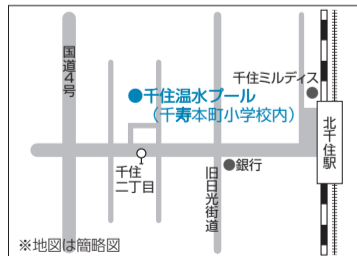 国道4号
千住ミルディス
●千住温水プール
(千寿本町小学校内)
北千住駅
千住
二丁目
旧日光街道
●銀行
※地図は簡略図